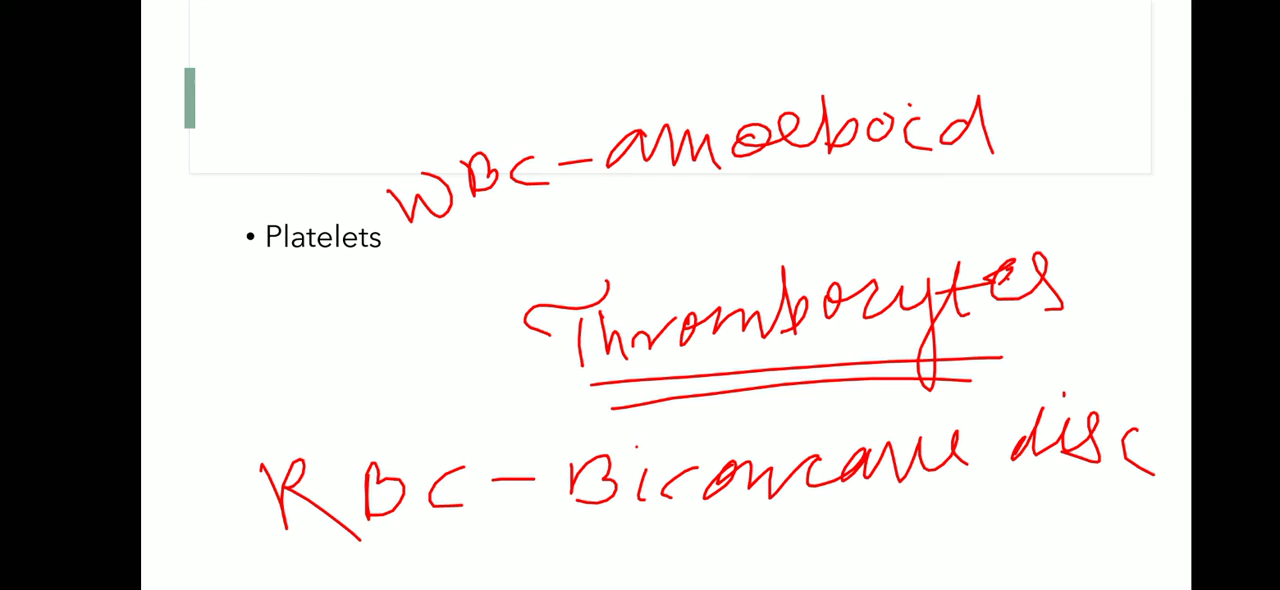 WBC - amoeboid
• Platelets
Thrombocytes
RBC - Biconcave disc